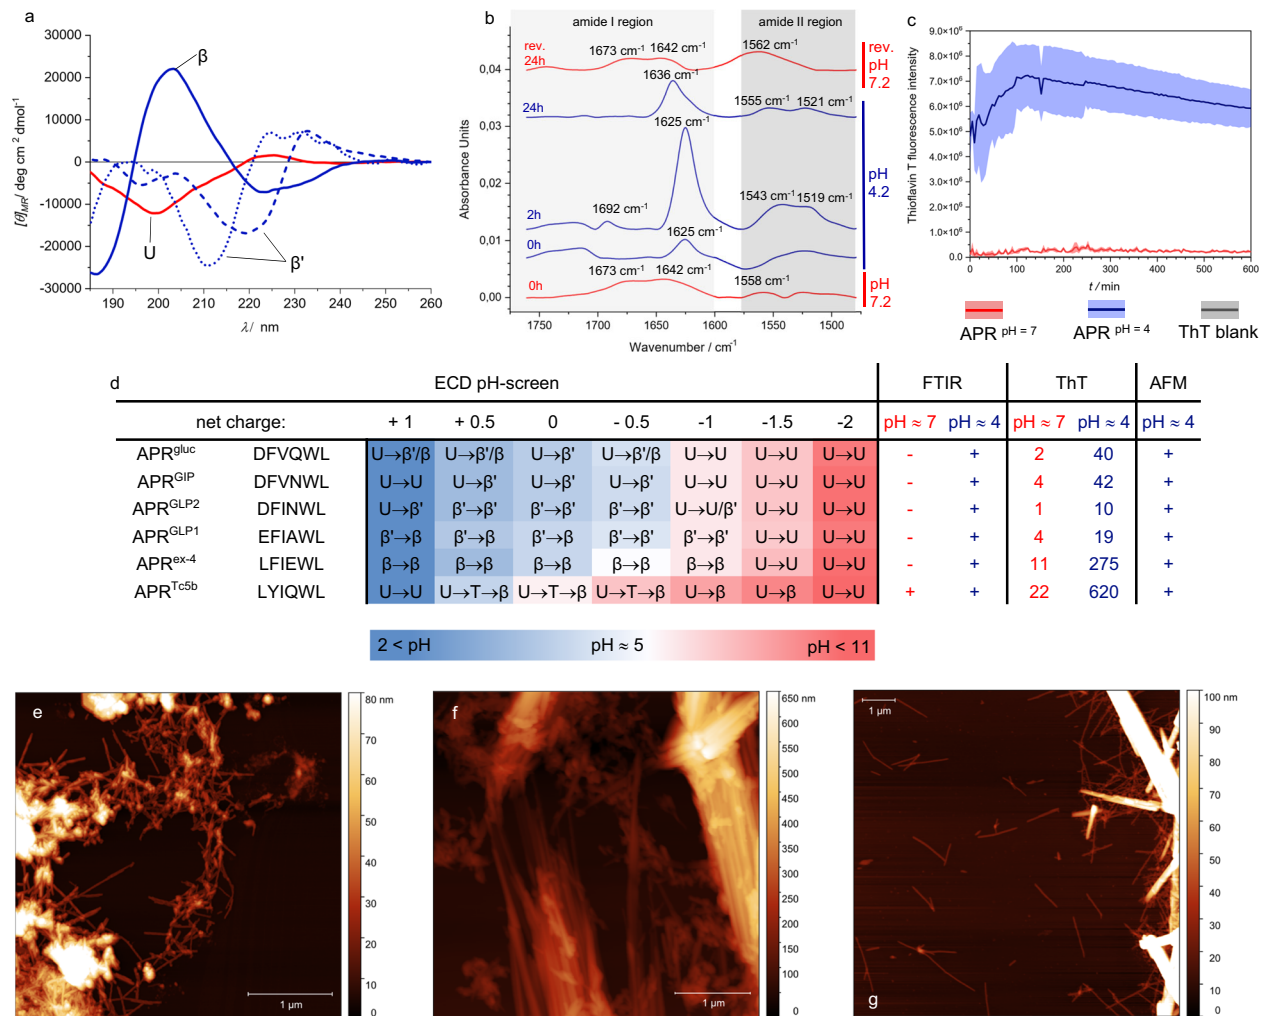 a
30000
20000
10000
0
-10000
-20000
-30000
[θ]MR / deg cm 2 dmol-1
β
U
β'
190 200 210 220 230 240 250 260
λ / nm
b
amide I region
amide II region
rev. 24h
1673 cm-1
1642 cm-1
1562 cm-1
rev. pH 7.2
0,04
1636 cm-1
24h
1555 cm-1
1521 cm-1
1625 cm-1
0,03
pH 4.2
0,02
1692 cm-1
1543 cm-1
1519 cm-1
2h
0,01
1625 cm-1
0h
1673 cm-1
1642 cm-1
1558 cm-1
0h
pH 7.2
0,00
Absorbance Units
1750 1700 1650 1600 1550 1500
Wavenumber / cm-1
c
9.0×10⁶
8.0×10⁶
7.0×10⁶
6.0×10⁶
5.0×10⁶
4.0×10⁶
3.0×10⁶
2.0×10⁶
1.0×10⁶
0.0
Thioflavin T fluorescence intensity
0 100 200 300 400 500 600
t / min
APR pH = 7
APR pH = 4
ThT blank
d
ECD pH-screen FTIR ThT AFM
net charge: + 1 + 0.5 0 - 0.5 -1 -1.5 -2 pH ≈ 7 pH ≈ 4 pH ≈ 7 pH ≈ 4 pH ≈ 4
APRgluc DFVQWL U→β'/β U→β'/β U→β' U→β'/β U→U U→U U→U - + 2 40 +
APRGIP DFVNWL U→U U→β' U→β' U→β' U→U U→U U→U - + 4 42 +
APRGLP2 DFINWL U→β' β'→β' β'→β' β'→β' U→U/β' U→U U→U - + 1 10 +
APRGLP1 EFIAWL β'→β β'→β β'→β β'→β' β'→β' U→U U→U - + 4 19 +
APRex-4 LFIEWL β→β β→β β→β β→β β→β U→U U→U - + 11 275 +
APRTc5b LYIQWL U→U U→T→β U→T→β U→T→β U→β U→β U→U + + 22 620 +
2 < pH pH ≈ 5 pH < 11
e
1 µm
80 nm
70
60
50
40
30
20
10
0
f
1 µm
650 nm
600
550
500
450
400
350
300
250
200
150
100
0
1 µm
g
100 nm
90
80
70
60
50
40
30
20
10
0